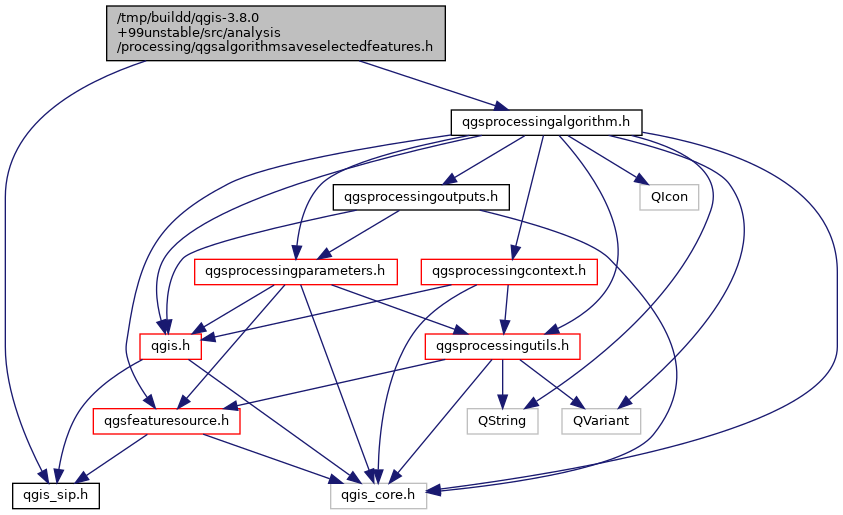 /tmp/buildd/qgis-3.8.0
+99unstable/src/analysis
/processing/qgsalgorithmsaveselectedfeatures.h
qgsprocessingalgorithm.h
qgsprocessingoutputs.h
QIcon
qgsprocessingparameters.h
qgsprocessingcontext.h
qgis.h
qgsprocessingutils.h
qgsfeaturesource.h
QString
QVariant
qgis_sip.h
qgis_core.h